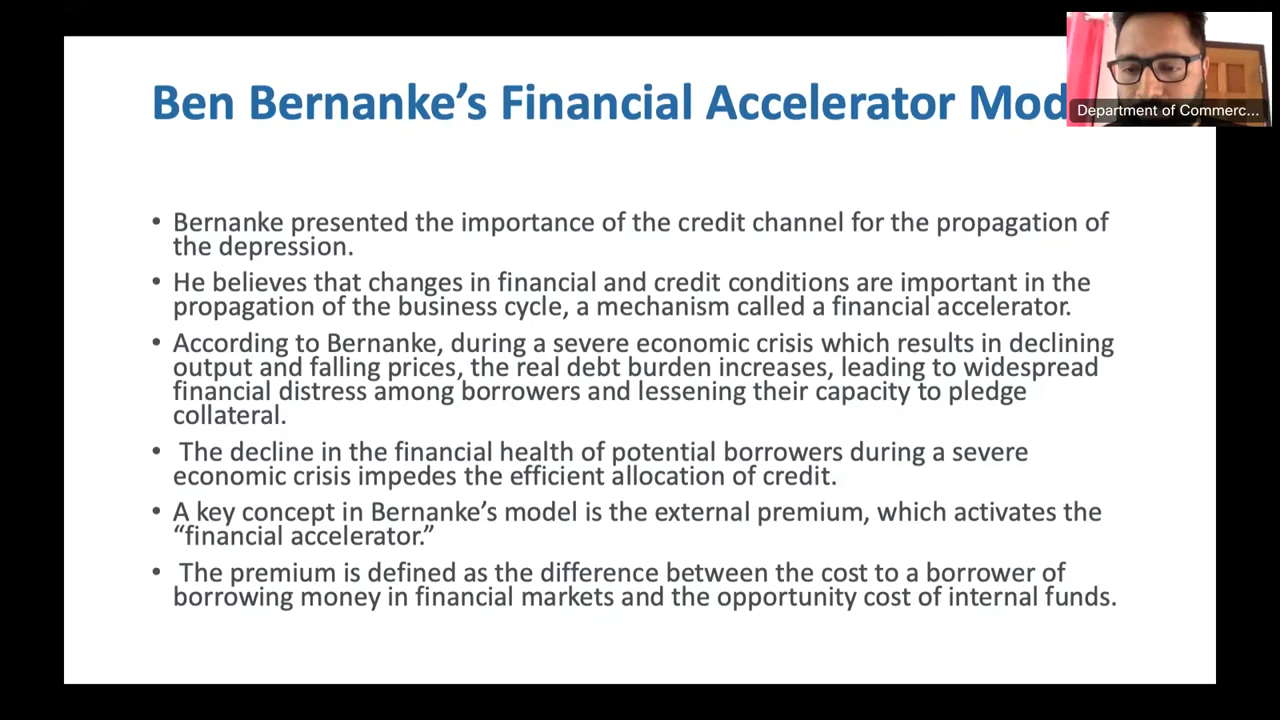 Ben Bernanke’s Financial Accelerator Mod
Department of Commerc...
• Bernanke presented the importance of the credit channel for the propagation of
the depression.
• He believes that changes in financial and credit conditions are important in the
propagation of the business cycle, a mechanism called a financial accelerator.
• According to Bernanke, during a severe economic crisis which results in declining
output and falling prices, the real debt burden increases, leading to widespread
financial distress among borrowers and lessening their capacity to pledge
collateral.
• The decline in the financial health of potential borrowers during a severe
economic crisis impedes the efficient allocation of credit.
• A key concept in Bernanke’s model is the external premium, which activates the
“financial accelerator.”
• The premium is defined as the difference between the cost to a borrower of
borrowing money in financial markets and the opportunity cost of internal funds.